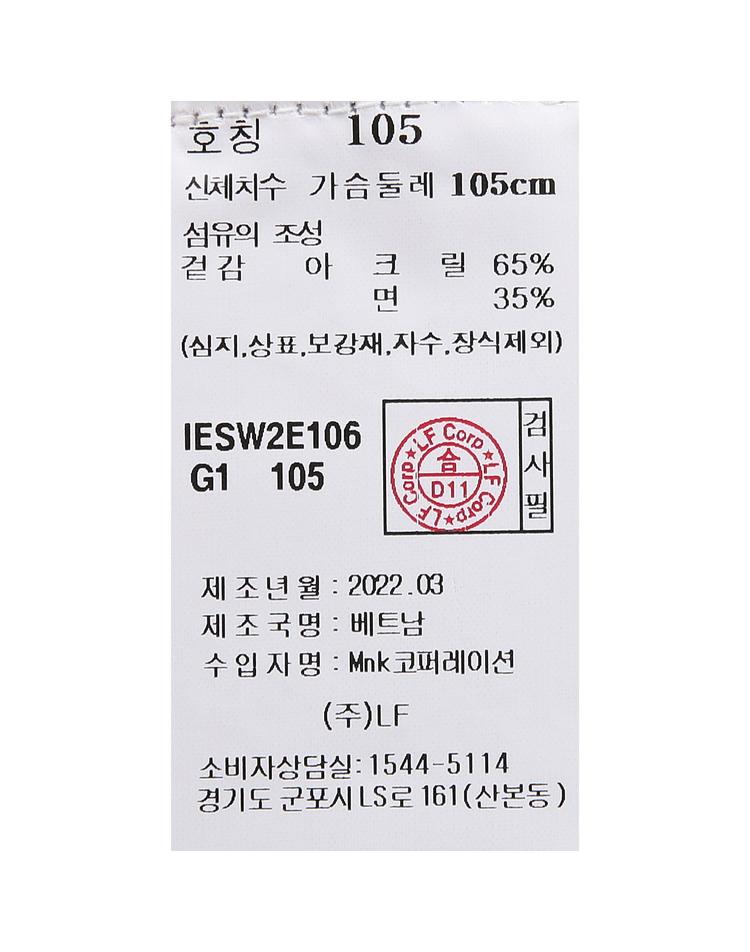 호칭 105
신체치수 가슴둘레 105cm
섬유의 조성
겉감 아 크 릴 65%
면 35%
(심지,상표,보강재,자수,장식제외)
IESW2E106
G1 105
LF Corp ★ LF Corp ★ LF Corp ★
合
D11
검사필
제 조 년 월 : 2022.03
제 조 국 명 : 베트남
수 입 자 명 : Mnk코퍼레이션
(주)LF
소비자상담실:1544-5114
경기도 군포시 LS로 161(산본동)